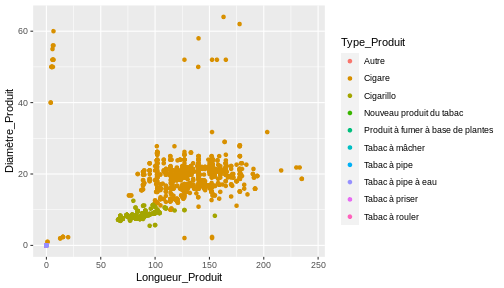 60
40
20
0
Diamètre_Produit
0
50
100
150
200
250
Longueur_Produit
Type_Produit
Autre
Cigare
Cigarillo
Nouveau produit du tabac
Produit à fumer à base de plantes
Tabac à mâcher
Tabac à pipe
Tabac à pipe à eau
Tabac à priser
Tabac à rouler